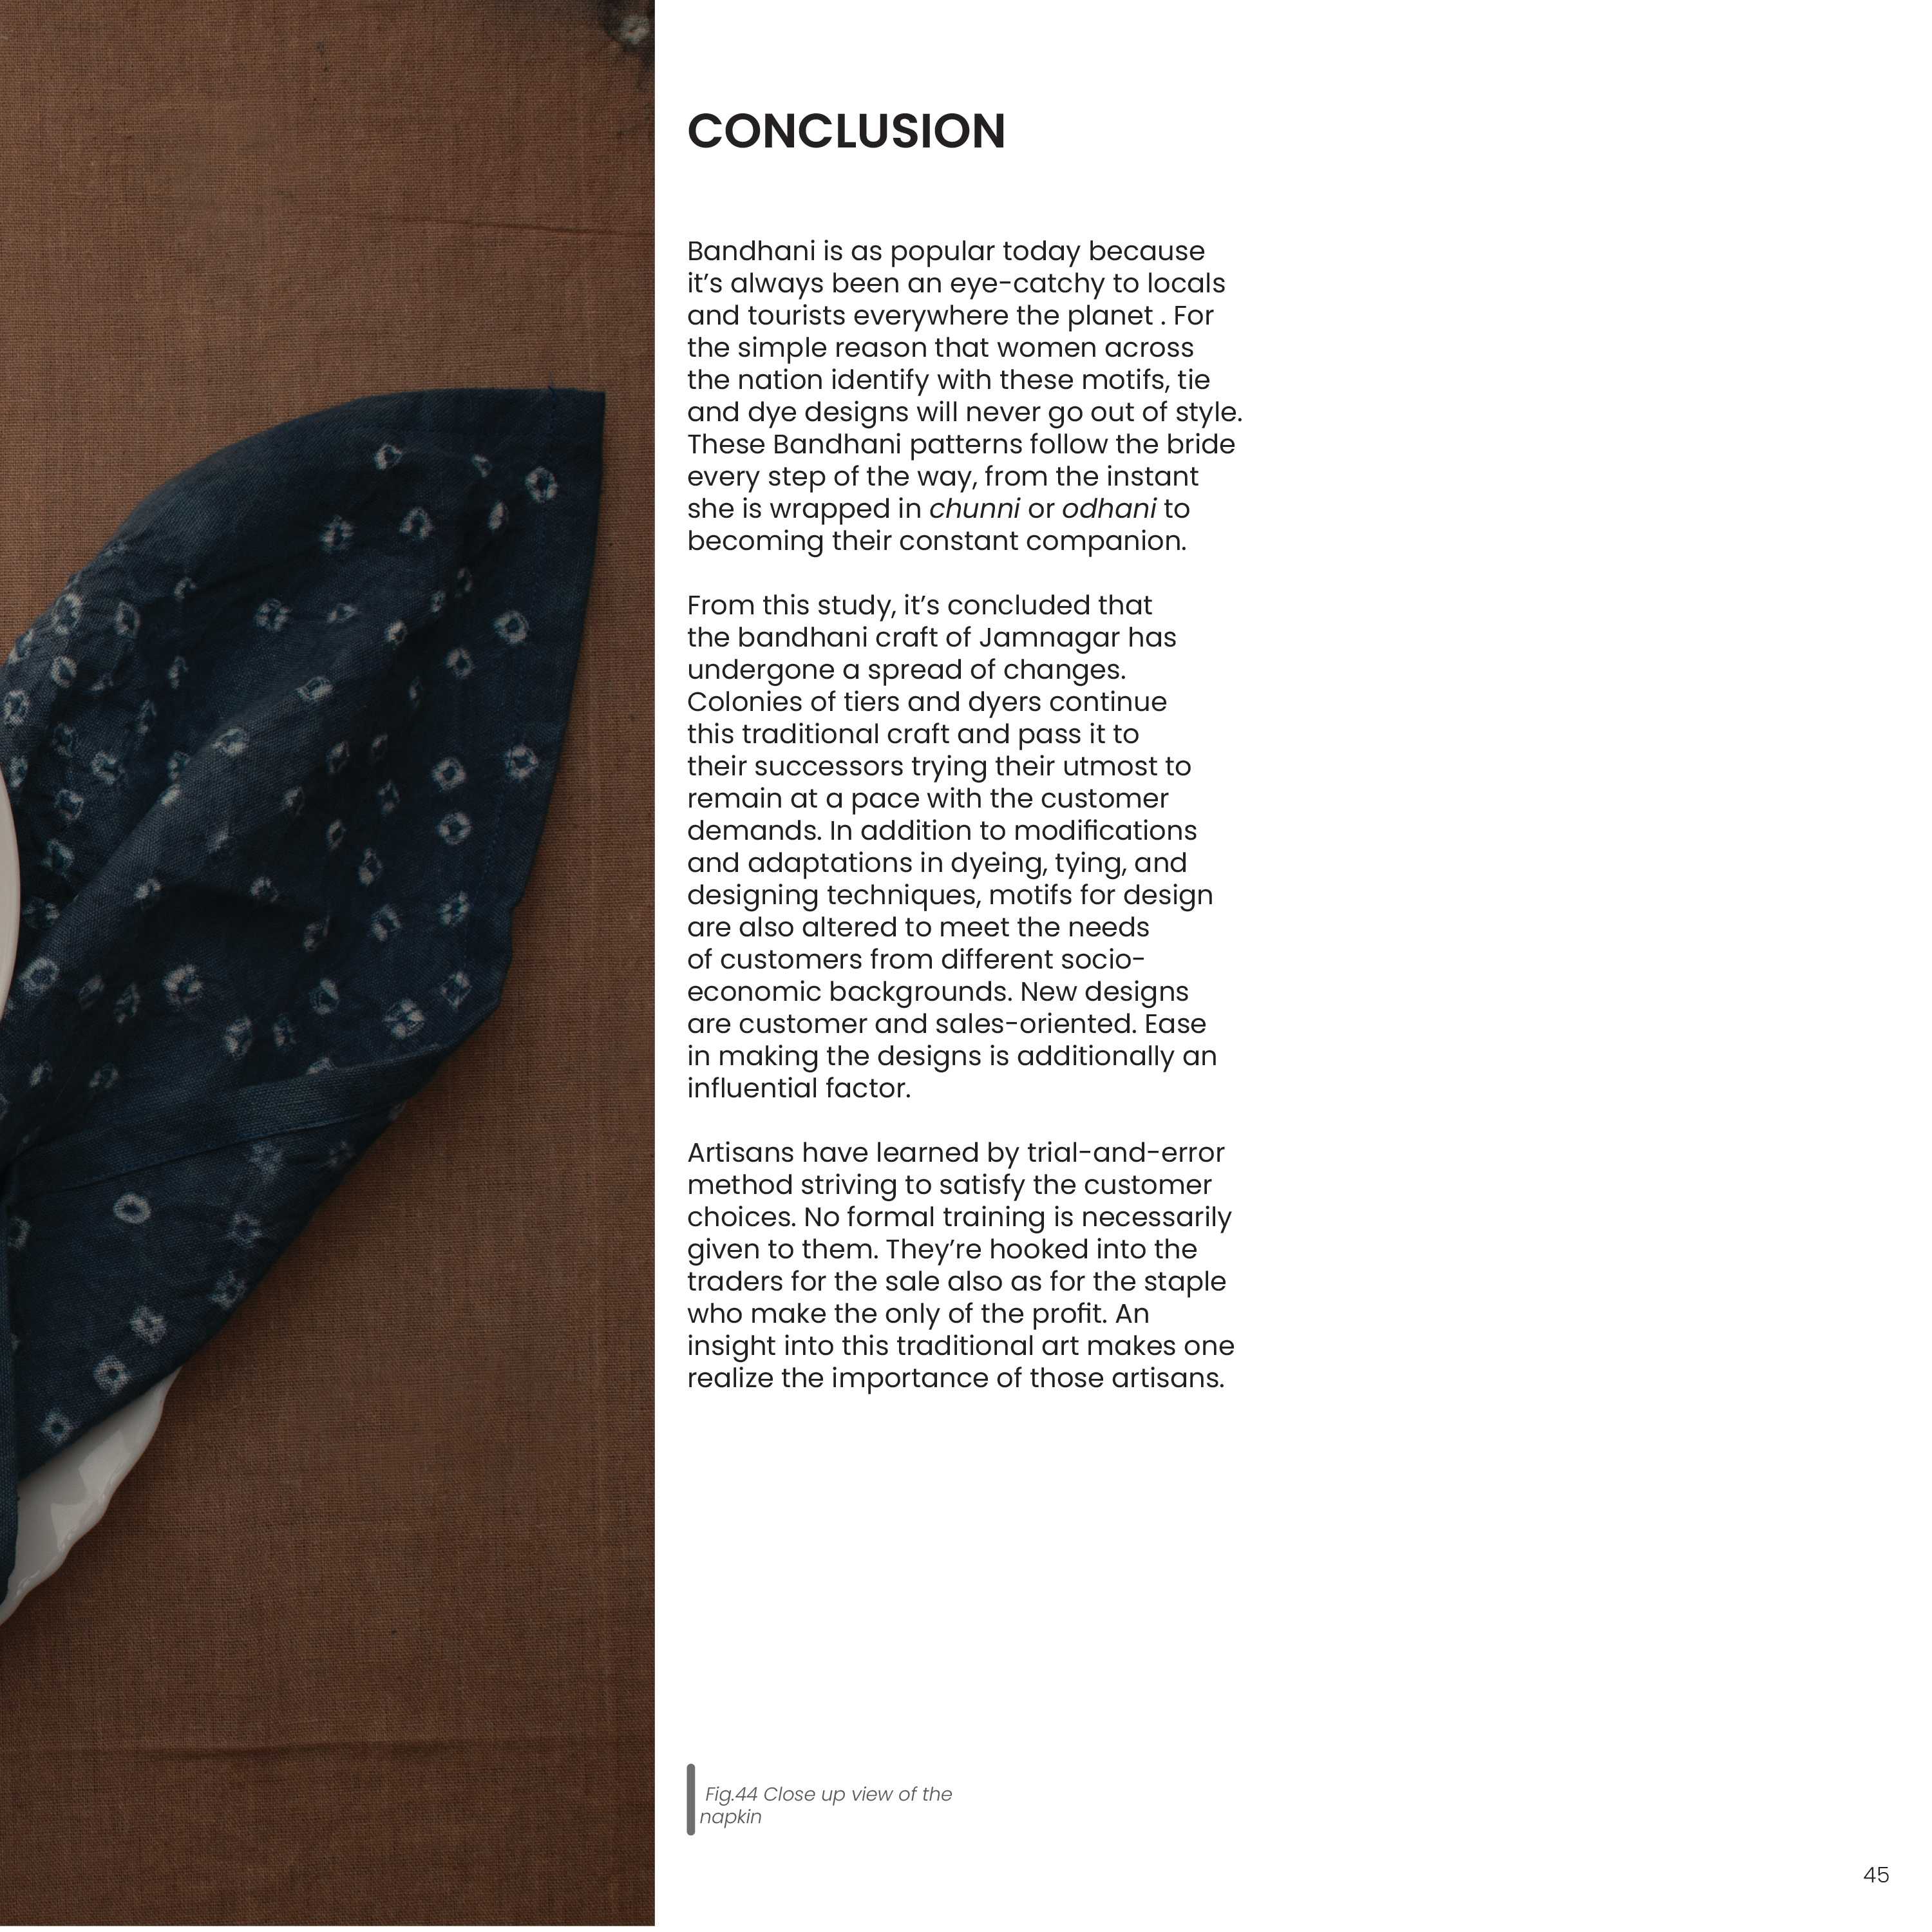 CONCLUSION
Bandhani is as popular today because
it's always been an eye-catchy to locals
and tourists everywhere the planet . For
the simple reason that women across
the nation identify with these motifs, tie
and dye designs will never go out of style.
These Bandhani patterns follow the bride
every step of the way, from the instant
she is wrapped in chunni or odhani to
becoming their constant companion.
From this study, it's concluded that
the bandhani craft of Jamnagar has
undergone a spread of changes.
Colonies of tiers and dyers continue
this traditional craft and pass it to
their successors trying their utmost to
remain at a pace with the customer
demands. In addition to modifications
and adaptations in dyeing, tying, and
designing techniques, motifs for design
are also altered to meet the needs
of customers from different socio-
economic backgrounds. New designs
are customer and sales-oriented. Ease
in making the designs is additionally an
influential factor.
Artisans have learned by trial-and-error
method striving to satisfy the customer
choices. No formal training is necessarily
given to them. They're hooked into the
traders for the sale also as for the staple
who make the only of the profit. An
insight into this traditional art makes one
realize the importance of those artisans.
Fig.44 Close up view of the
napkin
45